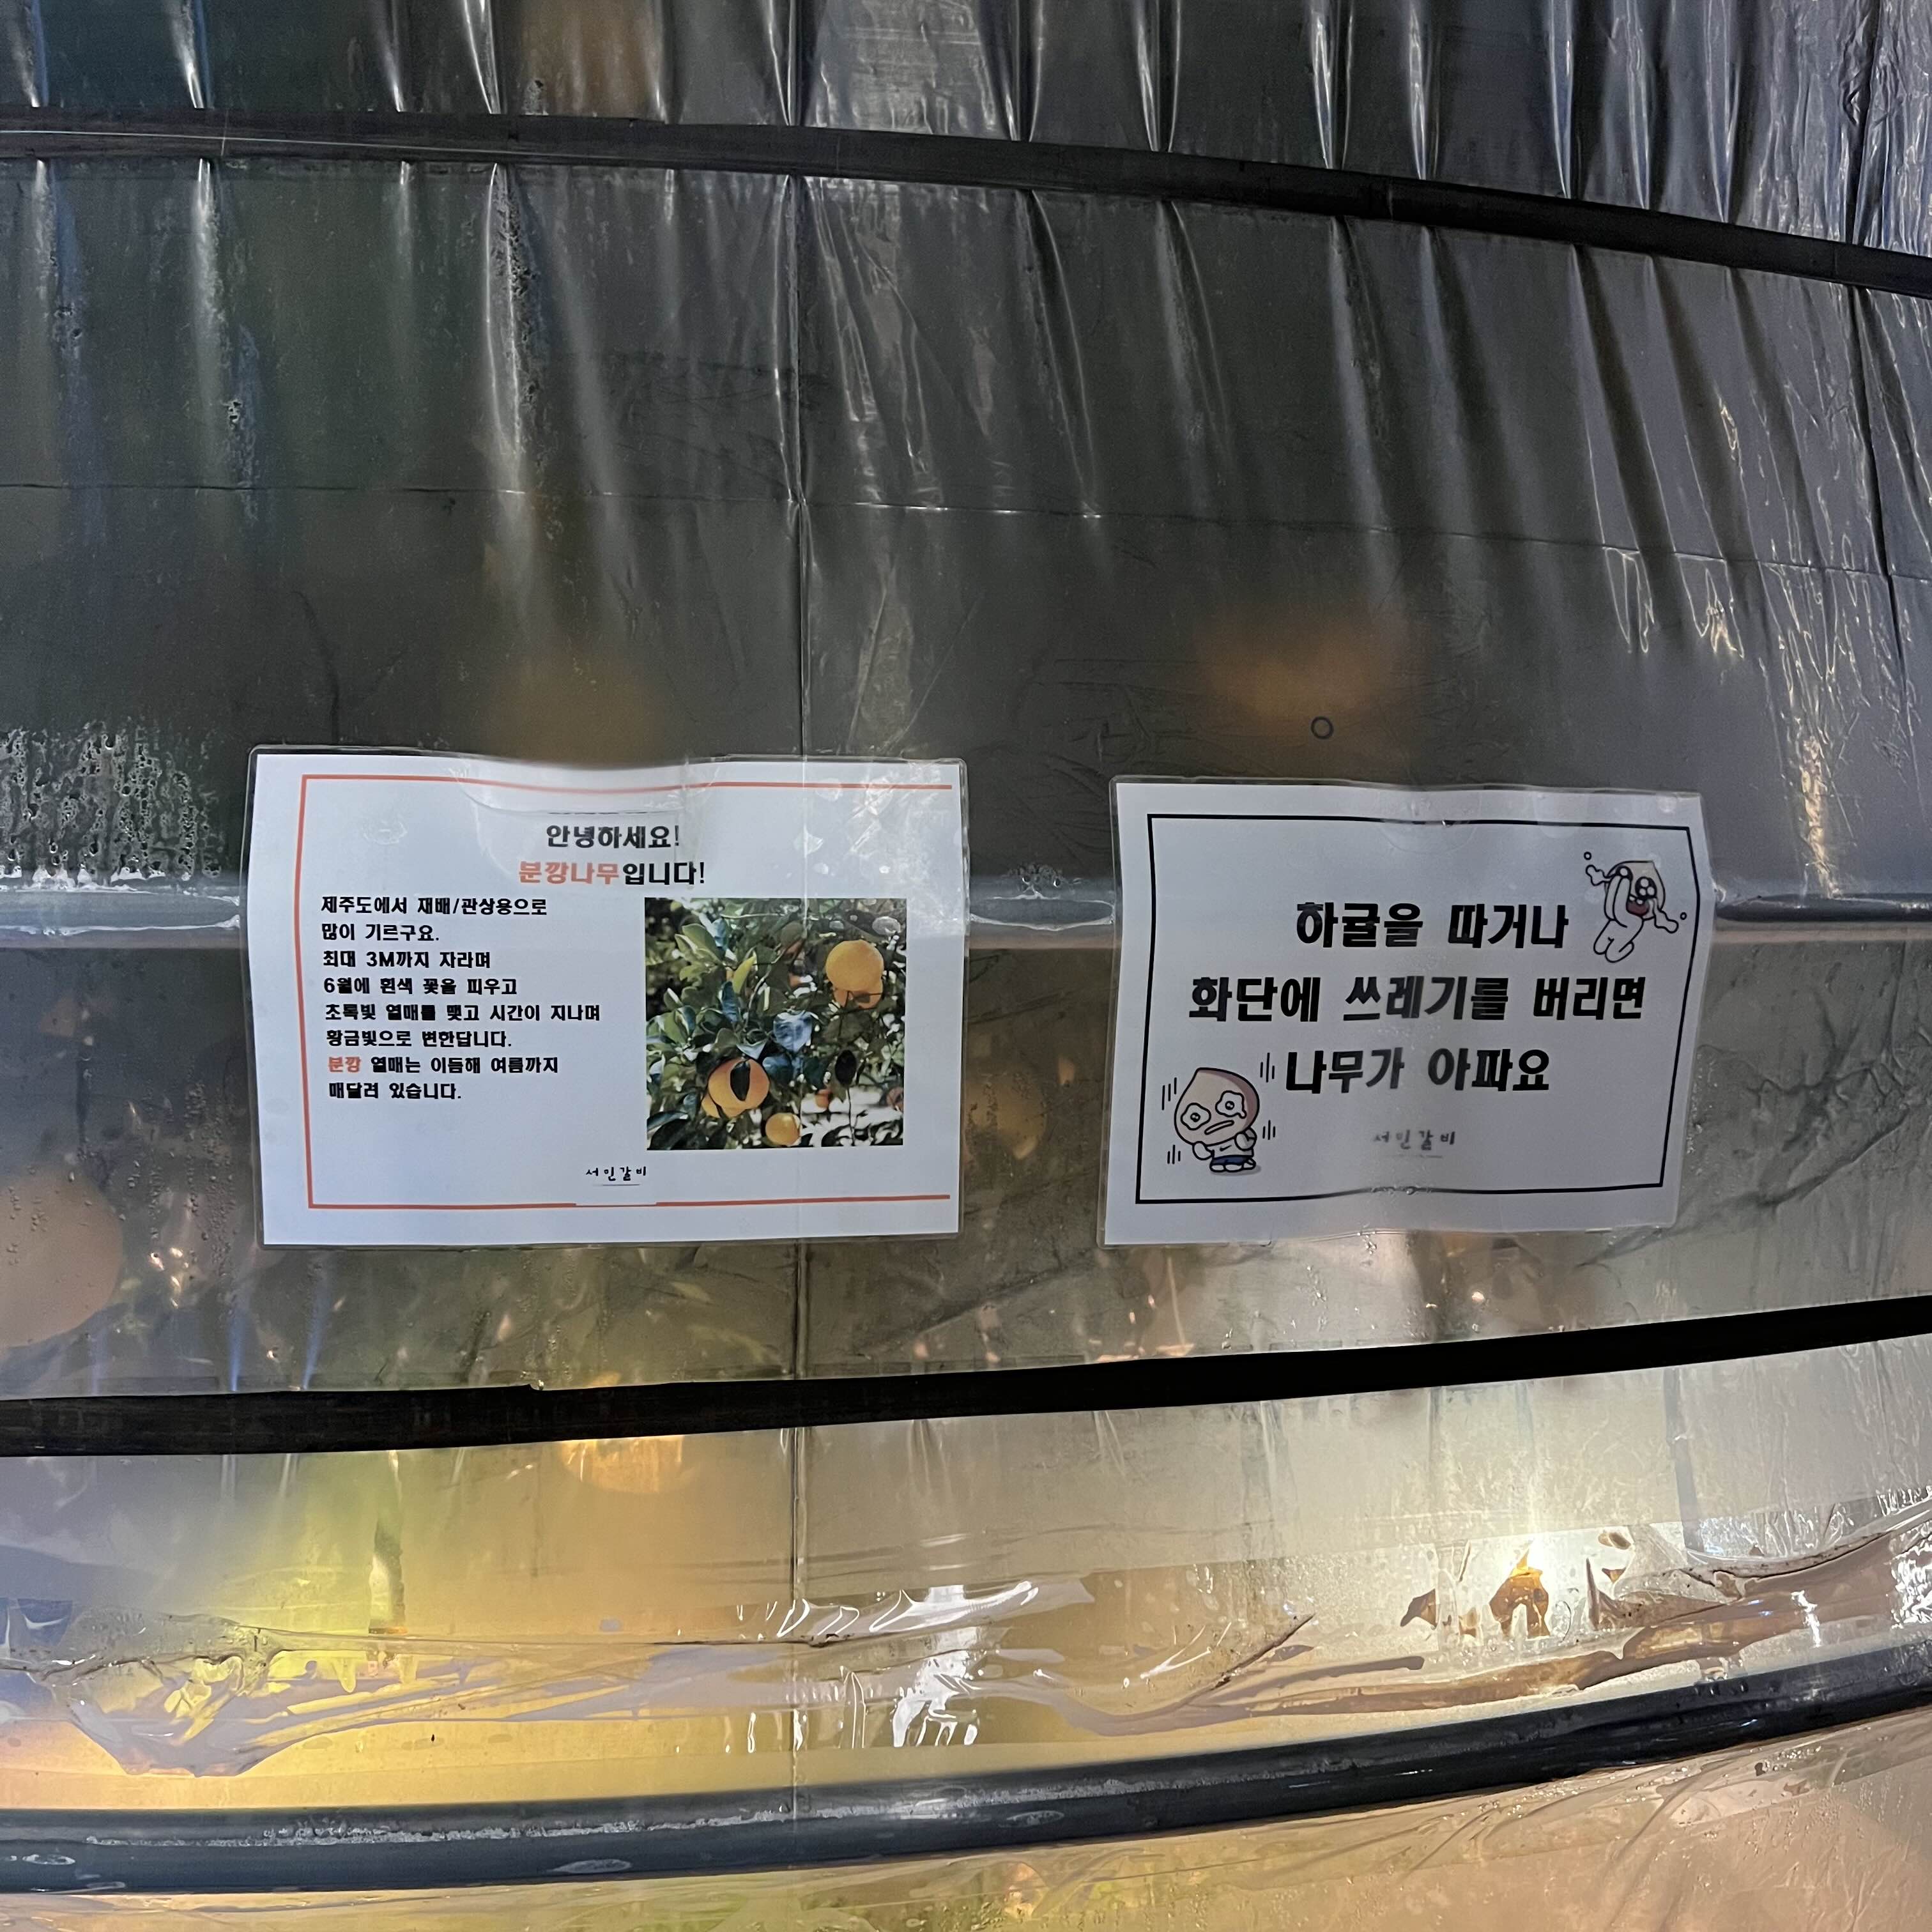 안녕하세요!
분깡나무입니다!
제주도에서 재배/관상용으로
많이 기르구요.
최대 3M까지 자라며
6월에 흰색 꽃을 피우고
초록빛 열매를 맺고 시간이 지나며
황금빛으로 변한답니다.
분깡 열매는 이듬해 여름까지
매달려 있습니다.
서민갈비
하귤을 따거나
화단에 쓰레기를 버리면
나무가 아파요
서민갈비